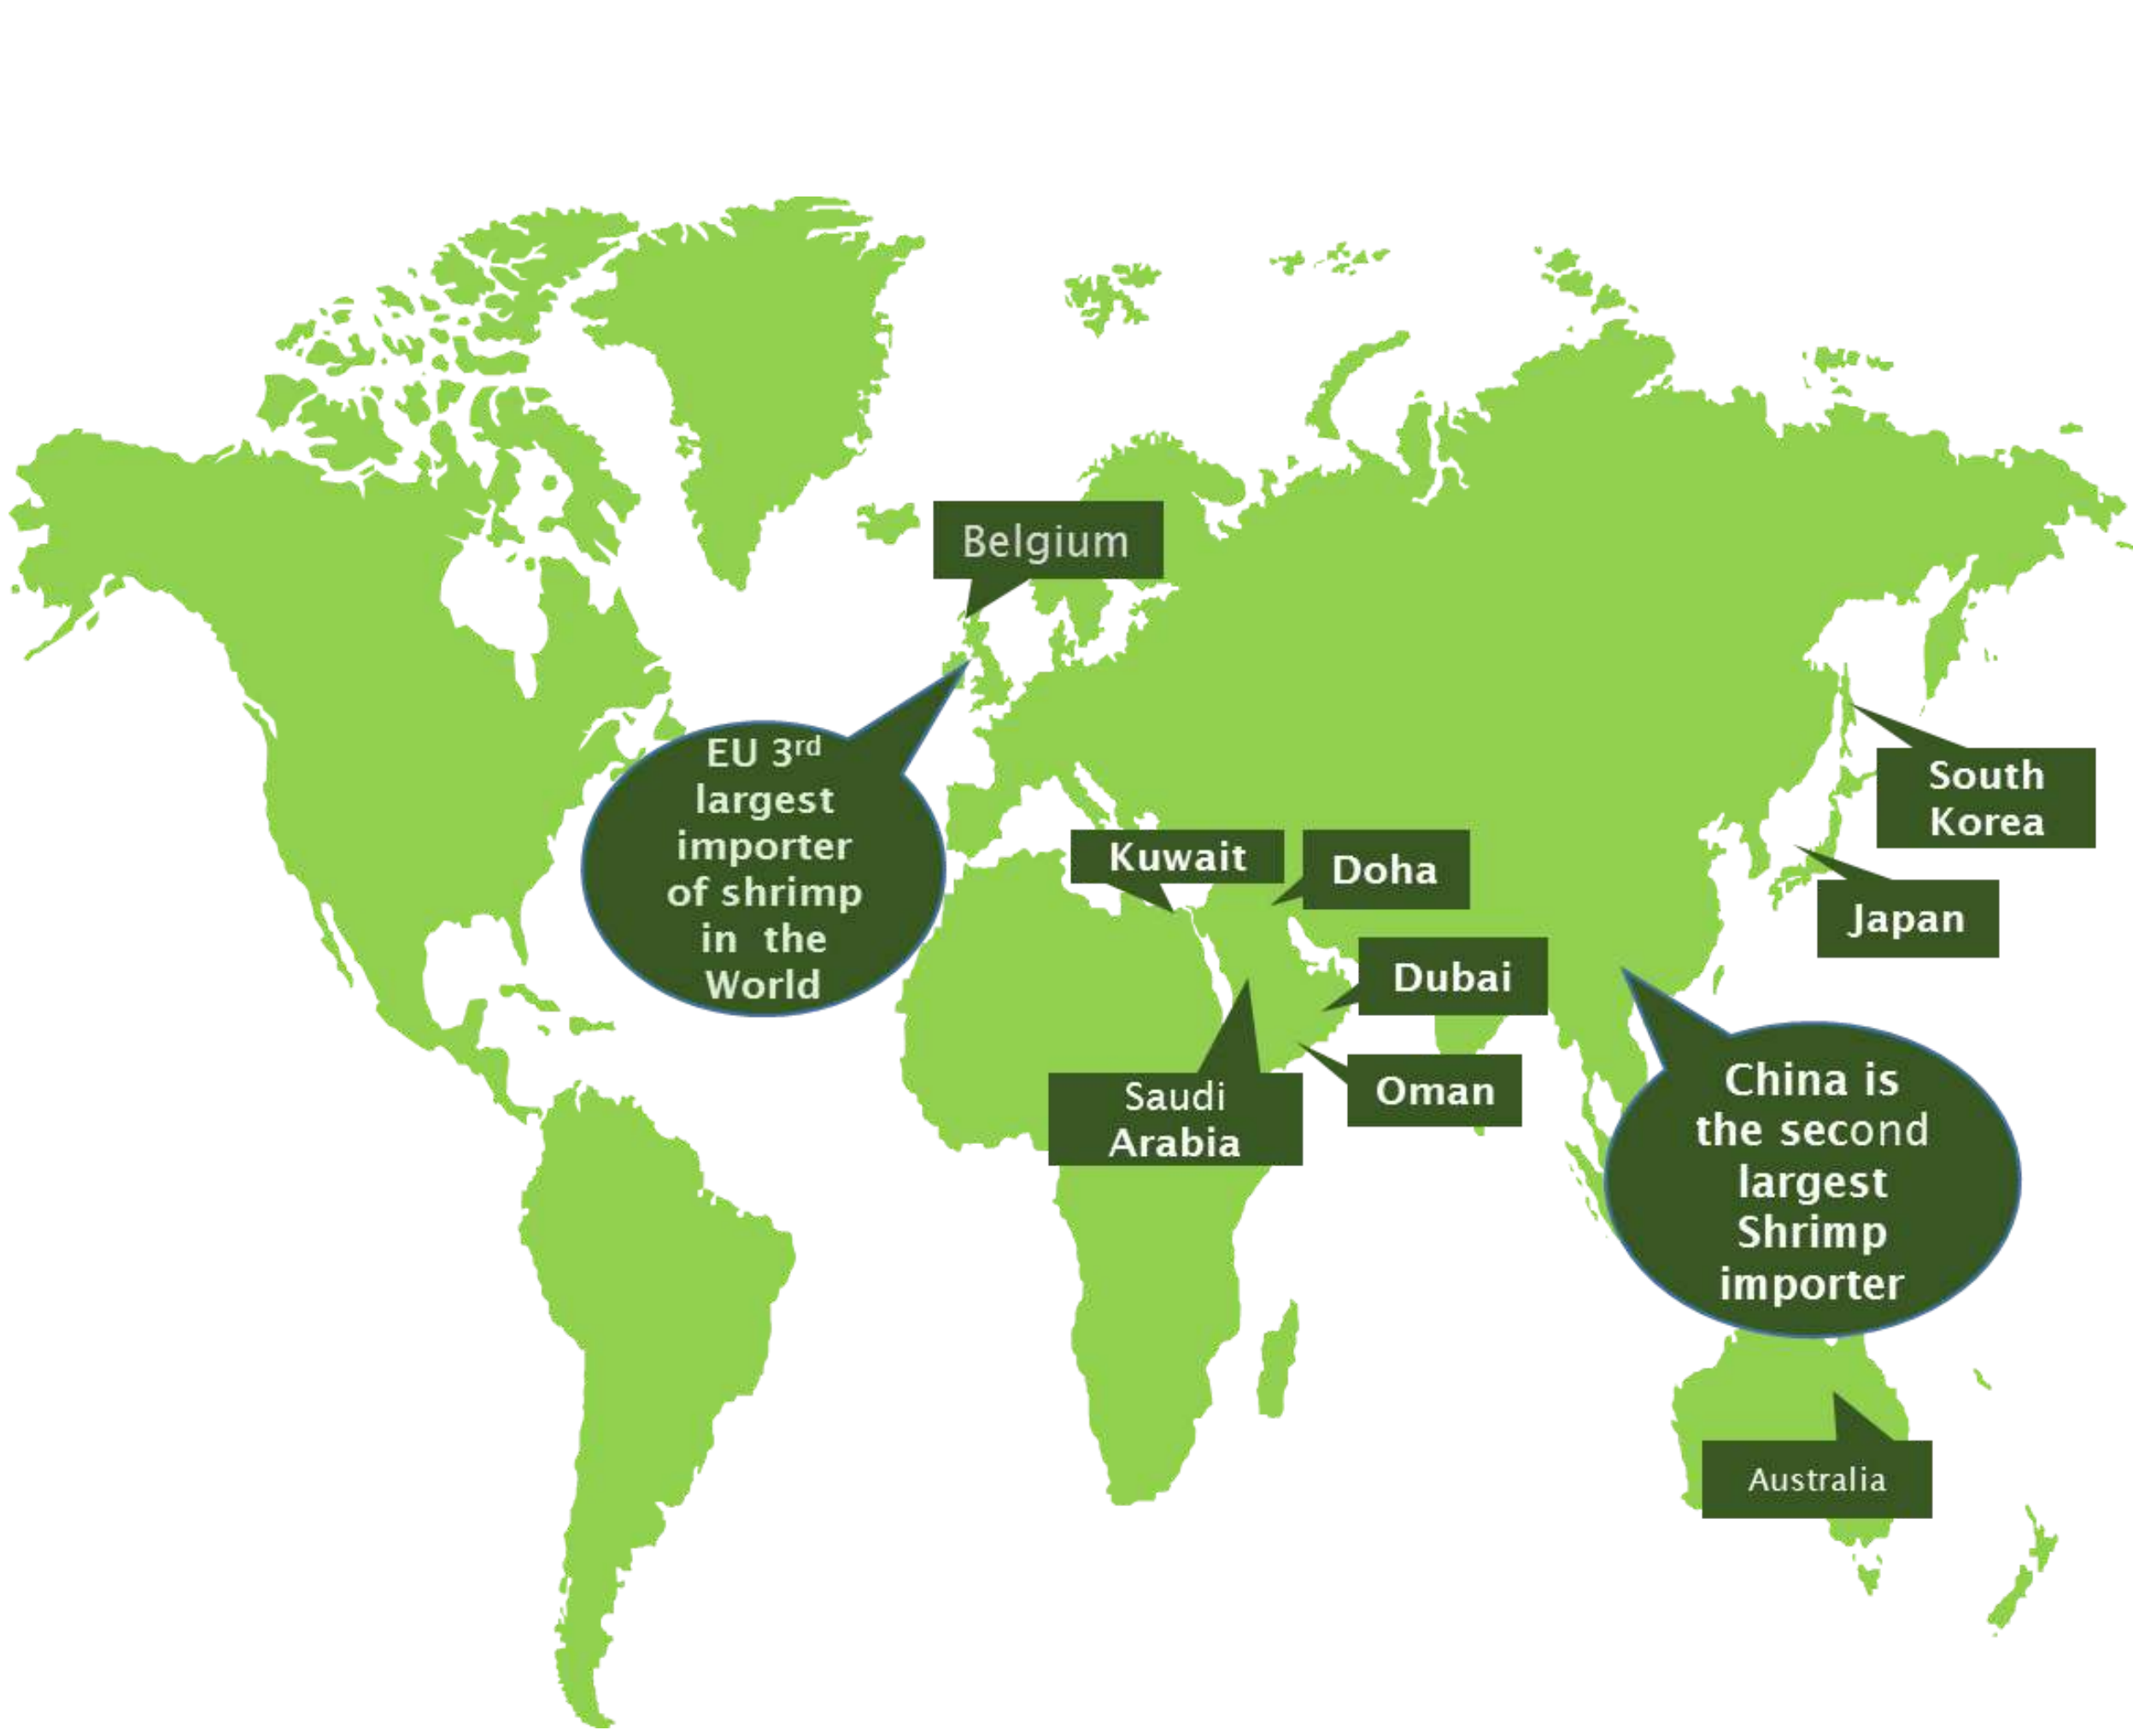 Belgium
EU 3rd
largest
importer
of shrimp
in the
World
South
Korea
Kuwait
Doha
Japan
Dubai
Oman
Saudi
Arabia
China is
the second
largest
Shrimp
importer
Australia